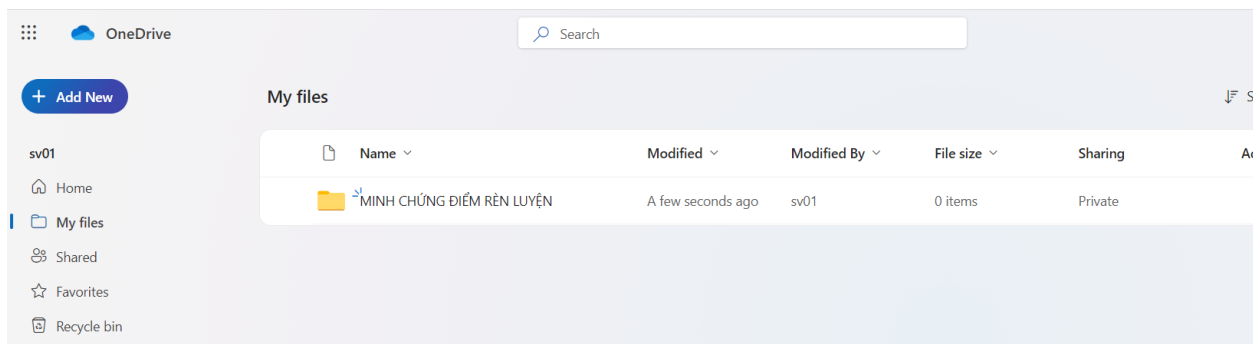 OneDrive
Search
Add New
My files
S
sv01
Name
Modified
Modified By
File size
Sharing
Ac
Home
MINH CHỨNG ĐIỂM RÈN LUYỆN
A few seconds ago
sv01
0 items
Private
My files
Shared
Favorites
Recycle bin